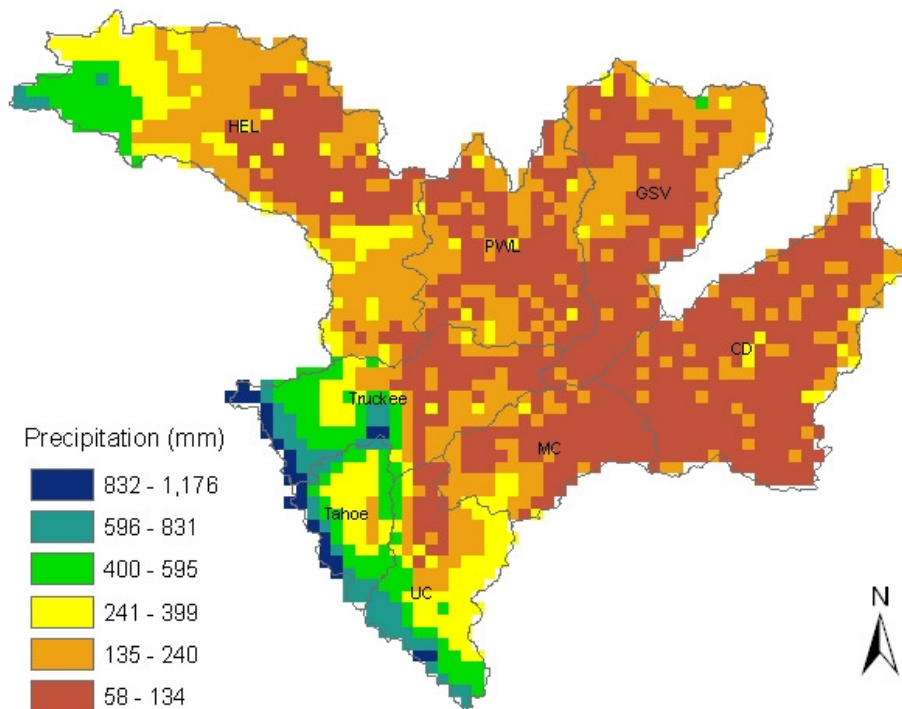 HEL
GSV
PWL
CD
Truckee
Precipitation (mm)
MC
832 - 1,176
Tahoe
596 - 831
400 - 595
UC
N
241 - 399
135 - 240
58 - 134